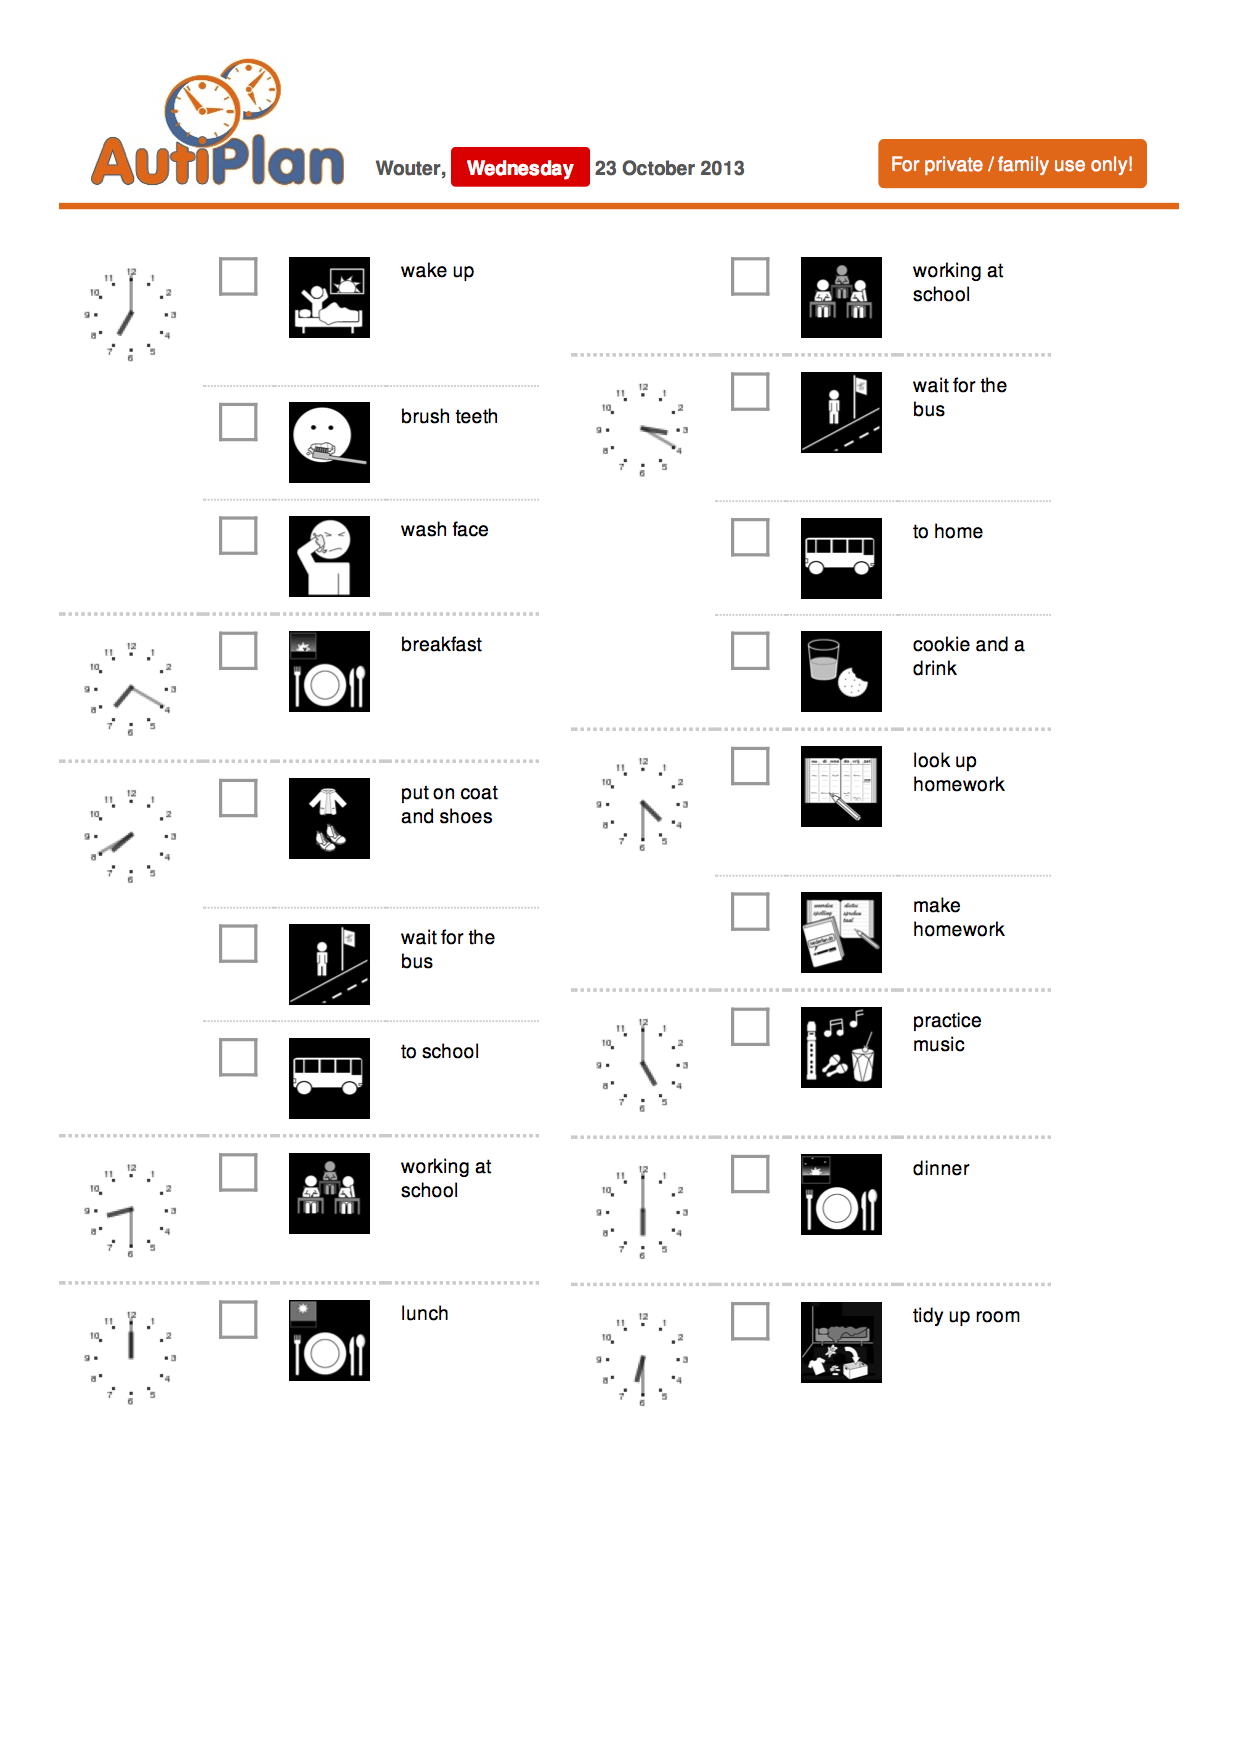 AutiPlan
Wouter, Wednesday 23 October 2013
For private / family use only!
wake up
brush teeth
wash face
breakfast
put on coat
and shoes
wait for the
bus
to school
working at
school
lunch
working at
school
wait for the
bus
to home
cookie and a
drink
look up
homework
make
homework
practice
music
dinner
tidy up room